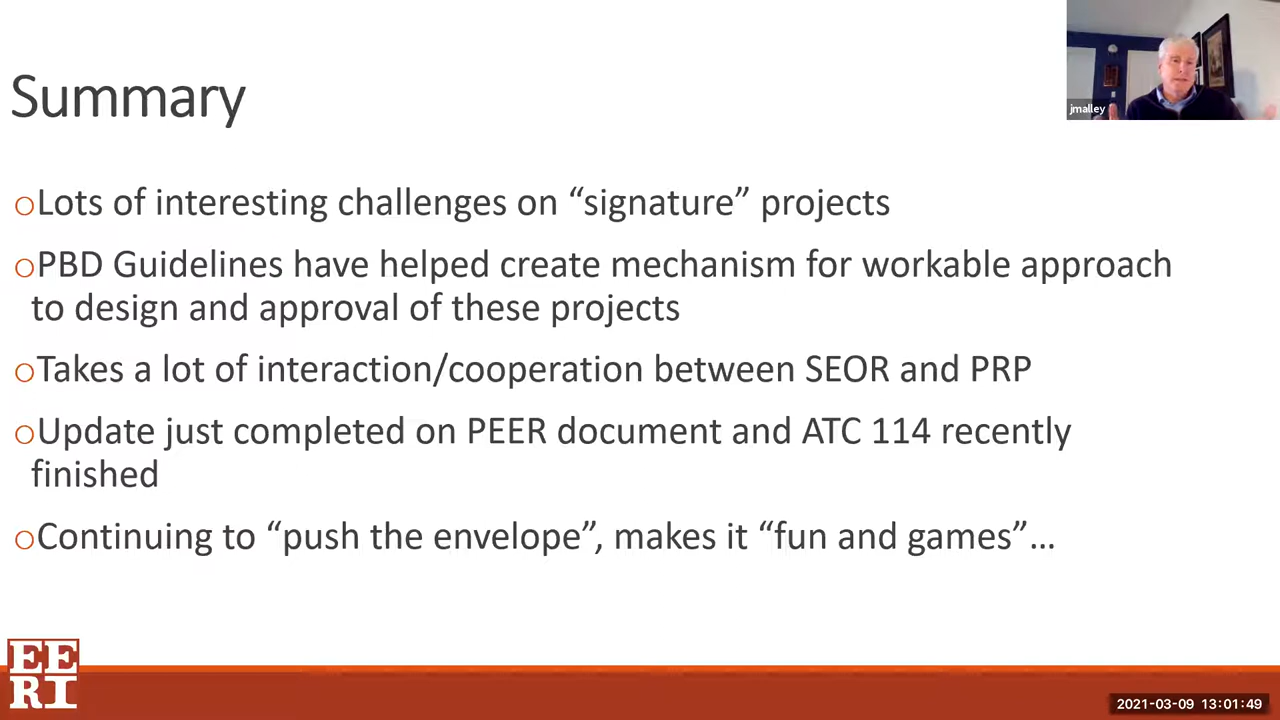 Summary
jmalley
oLots of interesting challenges on “signature” projects
oPBD Guidelines have helped create mechanism for workable approach
to design and approval of these projects
oTakes a lot of interaction/cooperation between SEOR and PRP
oUpdate just completed on PEER document and ATC 114 recently
finished
oContinuing to “push the envelope”, makes it “fun and games”…
EE
RI
2021-03-09 13:01:49